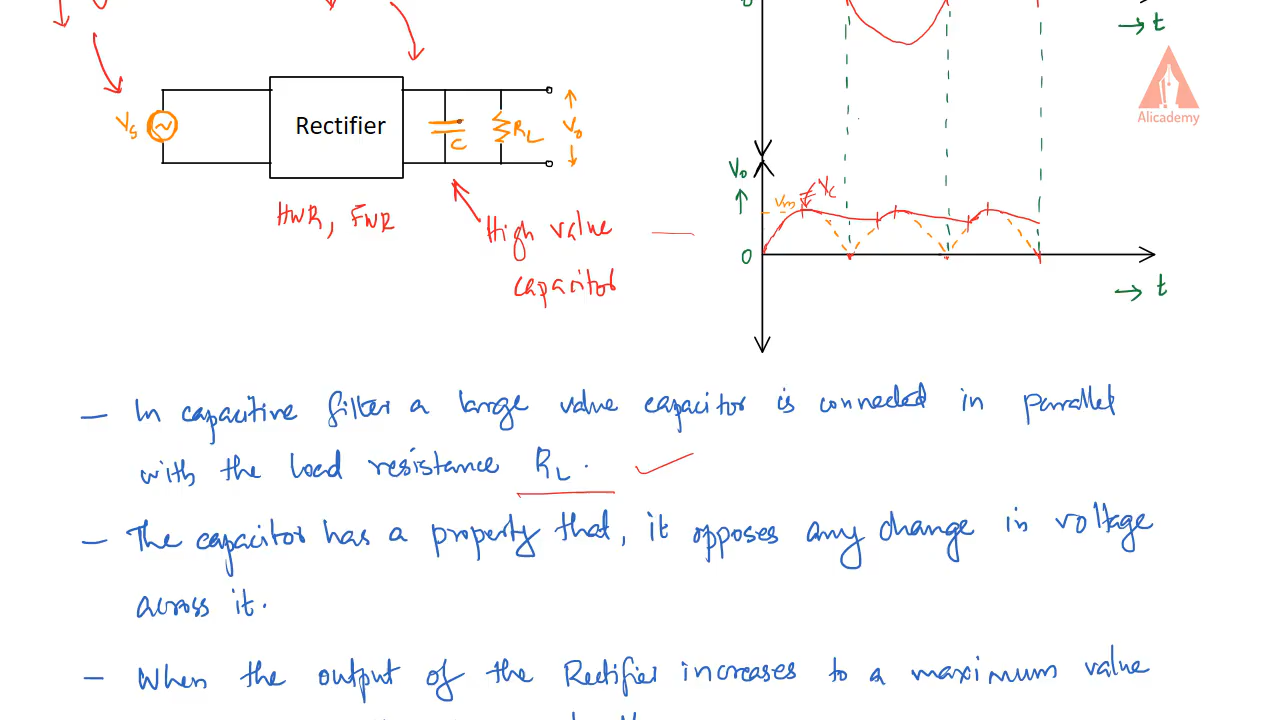 0
→ t
Alicademy
Vs
Rectifier
C
RL
Vo
HWR, FWR
High value
capacitor
Vo
Vm
Vc
0
→ t
— In capacitive filter a large value capacitor is connected in parallel
with the load resistance RL.
— The capacitor has a property that, it opposes any change in voltage
across it.
— When the output of the Rectifier increases to a maximum value